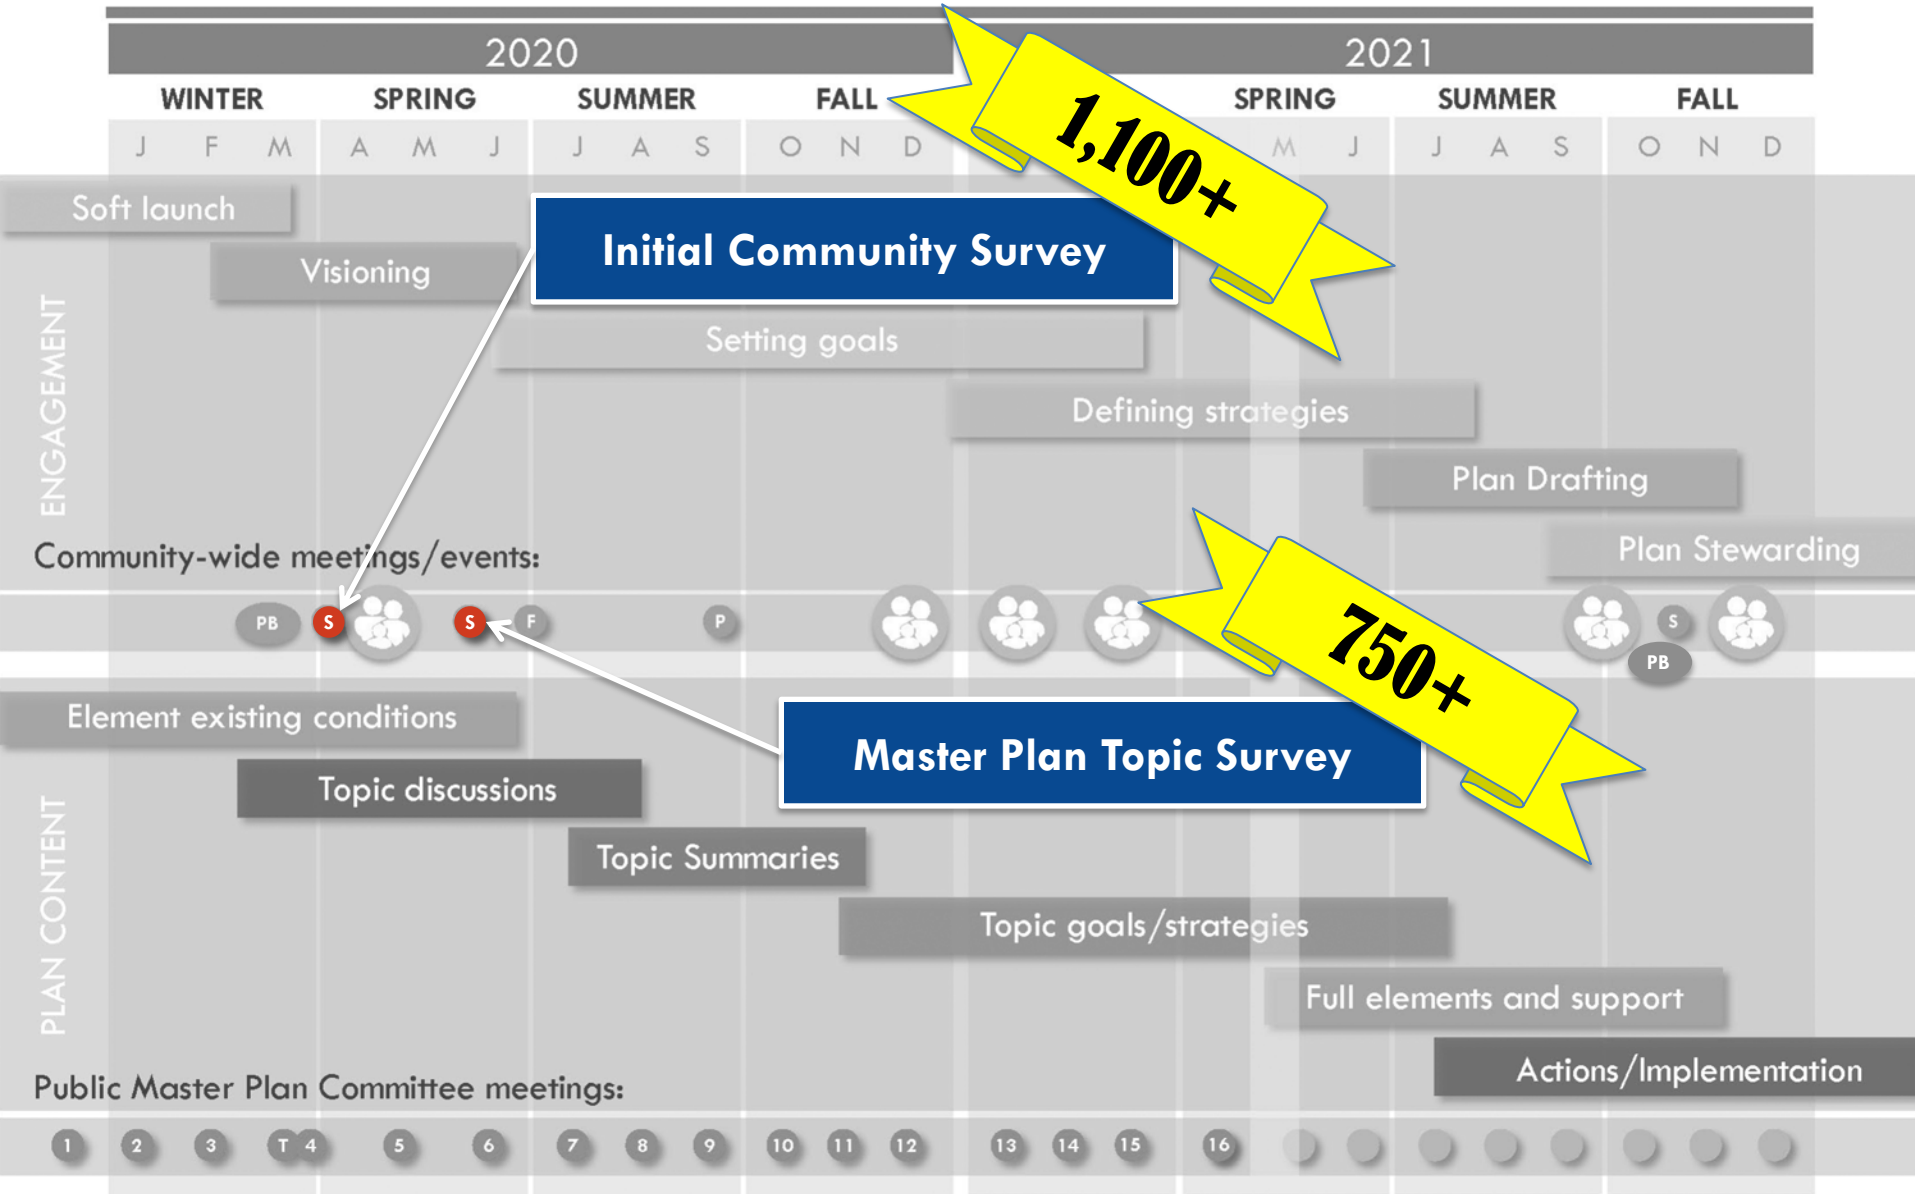 2020
2021
WINTER SPRING SUMMER FALL SPRING SUMMER FALL
J F M A M J J A S O N D M J J A S O N D
1,100+
Soft launch
Initial Community Survey
Visioning
Setting goals
ENGAGEMENT
Defining strategies
Plan Drafting
Plan Stewarding
Community-wide meetings/events:
PB S S F P S
PB
750+
Element existing conditions
Master Plan Topic Survey
Topic discussions
Topic Summaries
PLAN CONTENT
Topic goals/strategies
Full elements and support
Actions/Implementation
Public Master Plan Committee meetings:
1 2 3 T 4 5 6 7 8 9 10 11 12 13 14 15 16